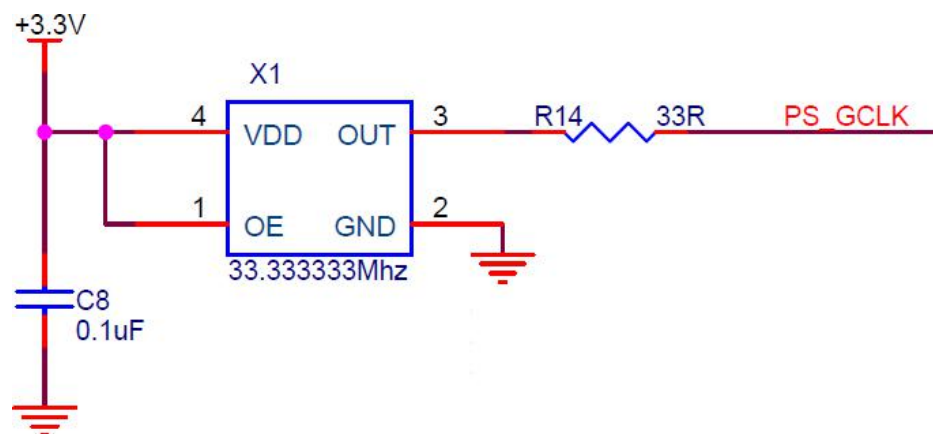 +3.3V
X1
4 VDD OUT 3 R14 33R PS_GCLK
1 OE GND 2
33.333333Mhz
C8
0.1uF